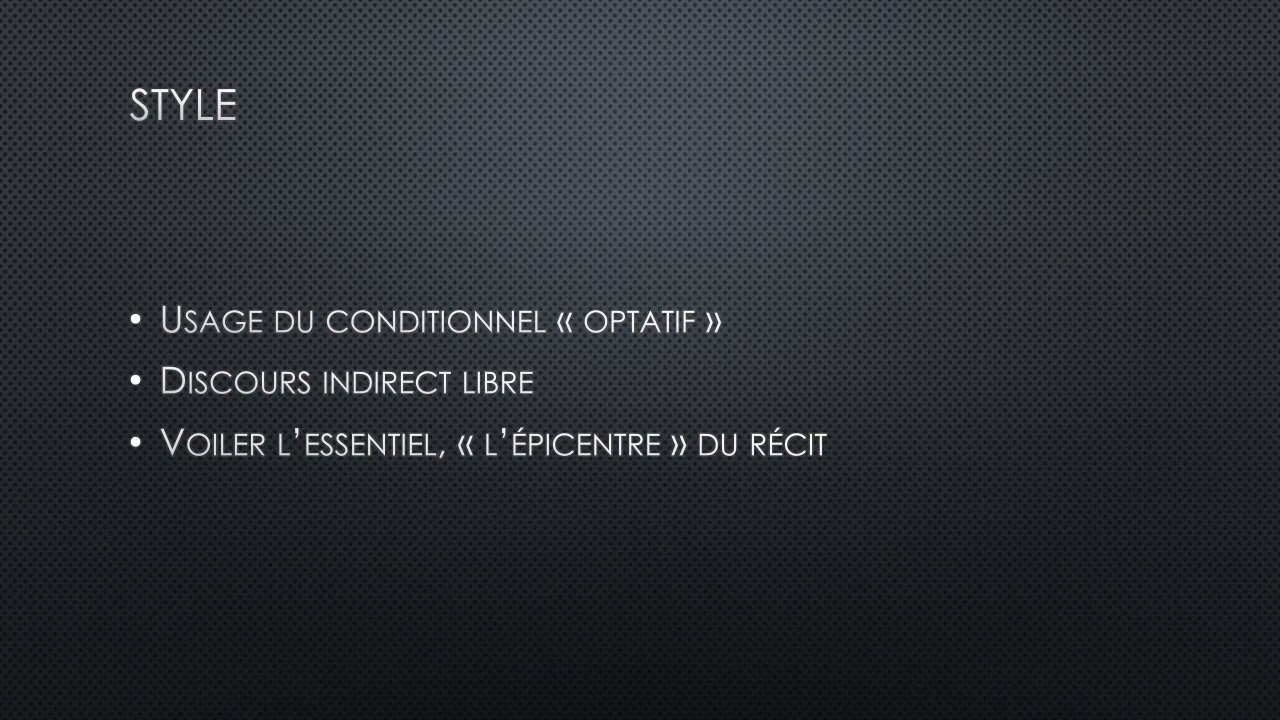 STYLE
• USAGE DU CONDITIONNEL « OPTATIF »
• DISCOURS INDIRECT LIBRE
• VOILER L’ESSENTIEL, « L’ÉPICENTRE » DU RÉCIT